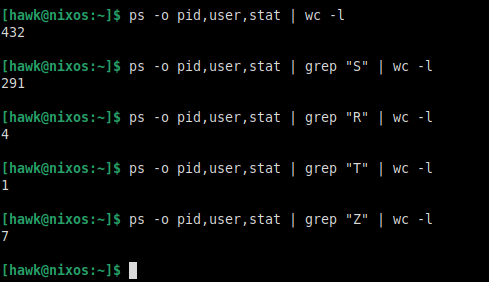 [hawk@nixos:~]$ ps -o pid,user,stat | wc -l
432
[hawk@nixos:~]$ ps -o pid,user,stat | grep "S" | wc -l
291
[hawk@nixos:~]$ ps -o pid,user,stat | grep "R" | wc -l
4
[hawk@nixos:~]$ ps -o pid,user,stat | grep "T" | wc -l
1
[hawk@nixos:~]$ ps -o pid,user,stat | grep "Z" | wc -l
7
[hawk@nixos:~]$